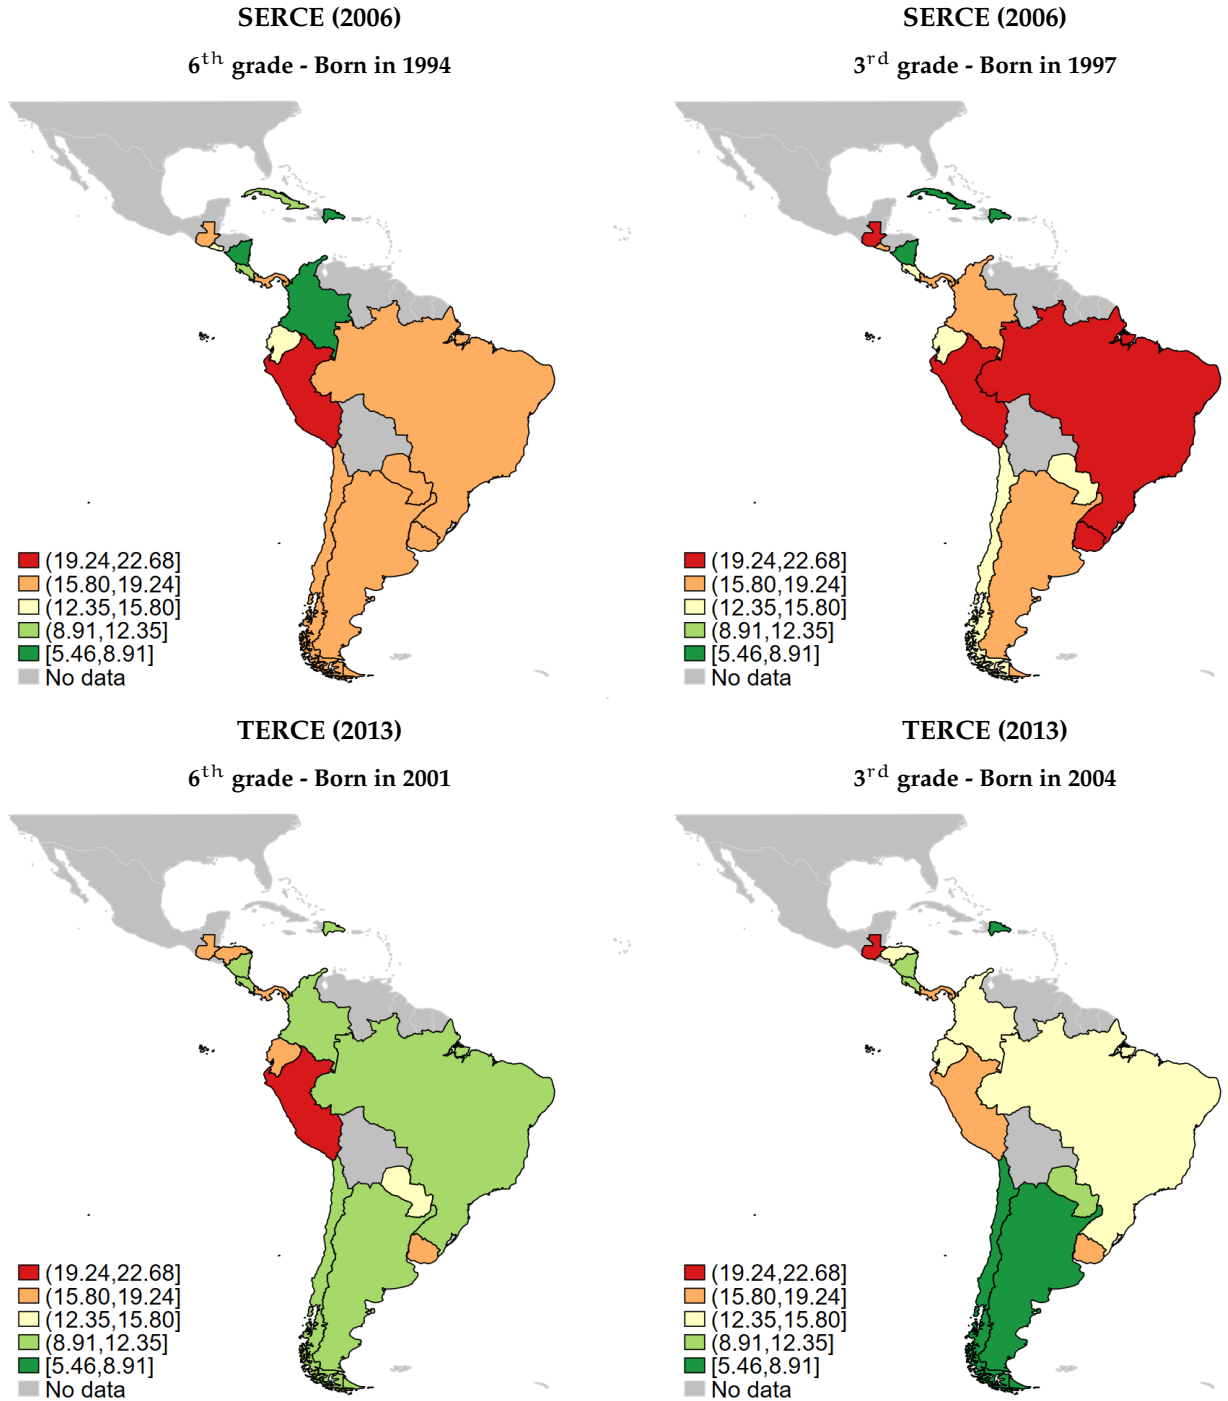 SERCE (2006)
6th grade - Born in 1994
(19.24,22.68]
(15.80,19.24]
(12.35,15.80]
(8.91,12.35]
[5.46,8.91]
No data
SERCE (2006)
3rd grade - Born in 1997
(19.24,22.68]
(15.80,19.24]
(12.35,15.80]
(8.91,12.35]
[5.46,8.91]
No data
TERCE (2013)
6th grade - Born in 2001
(19.24,22.68]
(15.80,19.24]
(12.35,15.80]
(8.91,12.35]
[5.46,8.91]
No data
TERCE (2013)
3rd grade - Born in 2004
(19.24,22.68]
(15.80,19.24]
(12.35,15.80]
(8.91,12.35]
[5.46,8.91]
No data